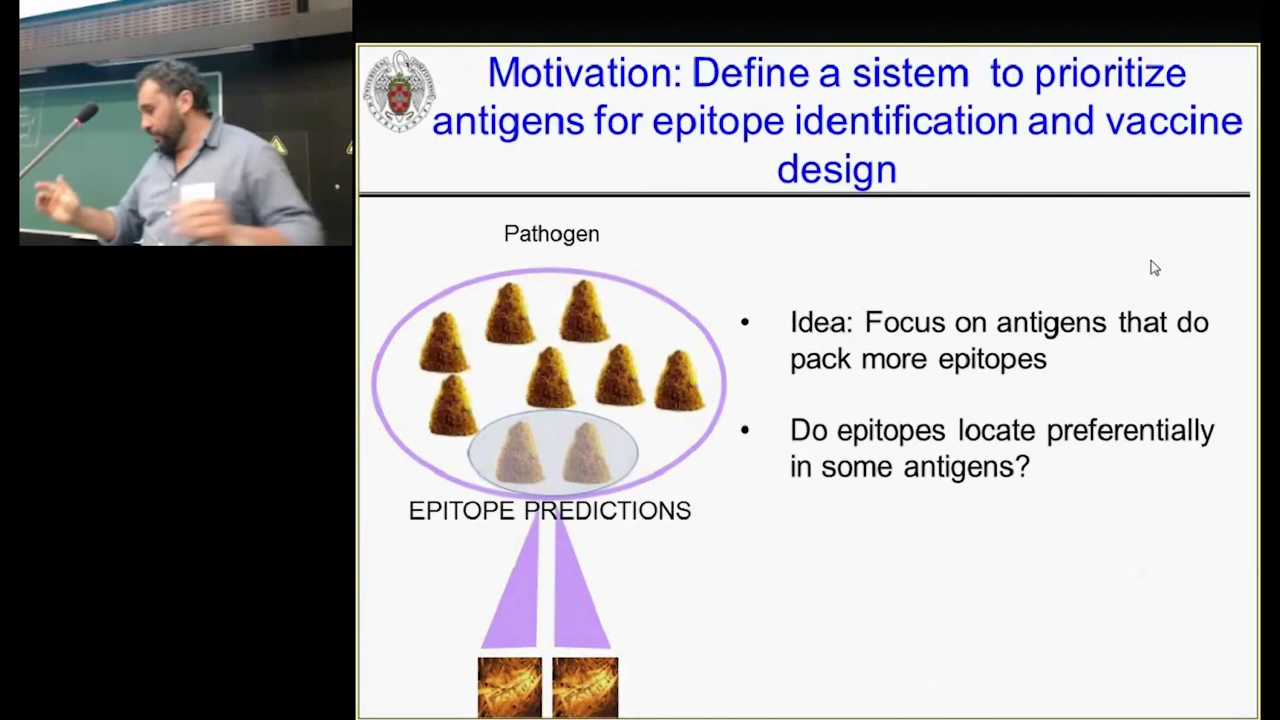 Motivation: Define a sistem to prioritize
antigens for epitope identification and vaccine
design
Pathogen
• Idea: Focus on antigens that do
pack more epitopes
• Do epitopes locate preferentially
in some antigens?
EPITOPE PREDICTIONS